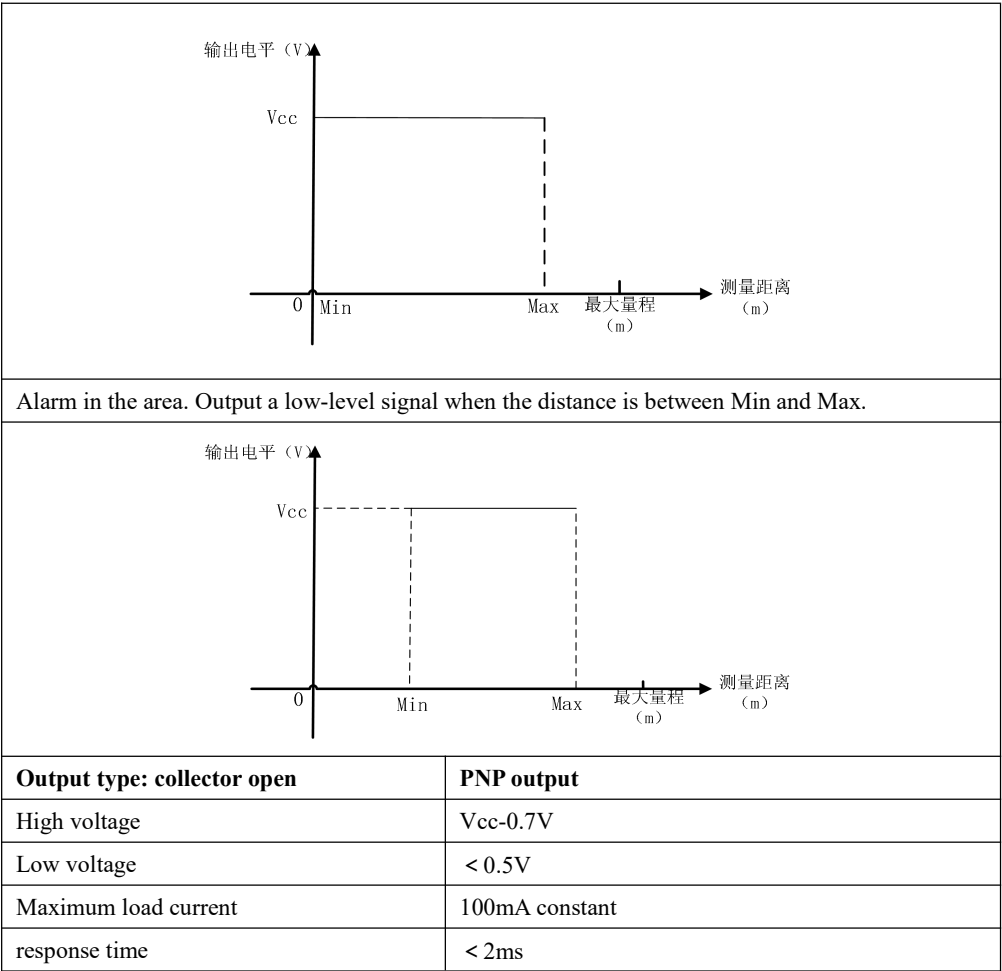 输出电平（V）
Vcc
0
Min
Max
最大量程
（m）
测量距离
（m）
Alarm in the area. Output a low-level signal when the distance is between Min and Max.
输出电平（V）
Vcc
0
Min
Max
最大量程
（m）
测量距离
（m）
Output type: collector open PNP output
High voltage Vcc-0.7V
Low voltage ＜0.5V
Maximum load current 100mA constant
response time ＜2ms